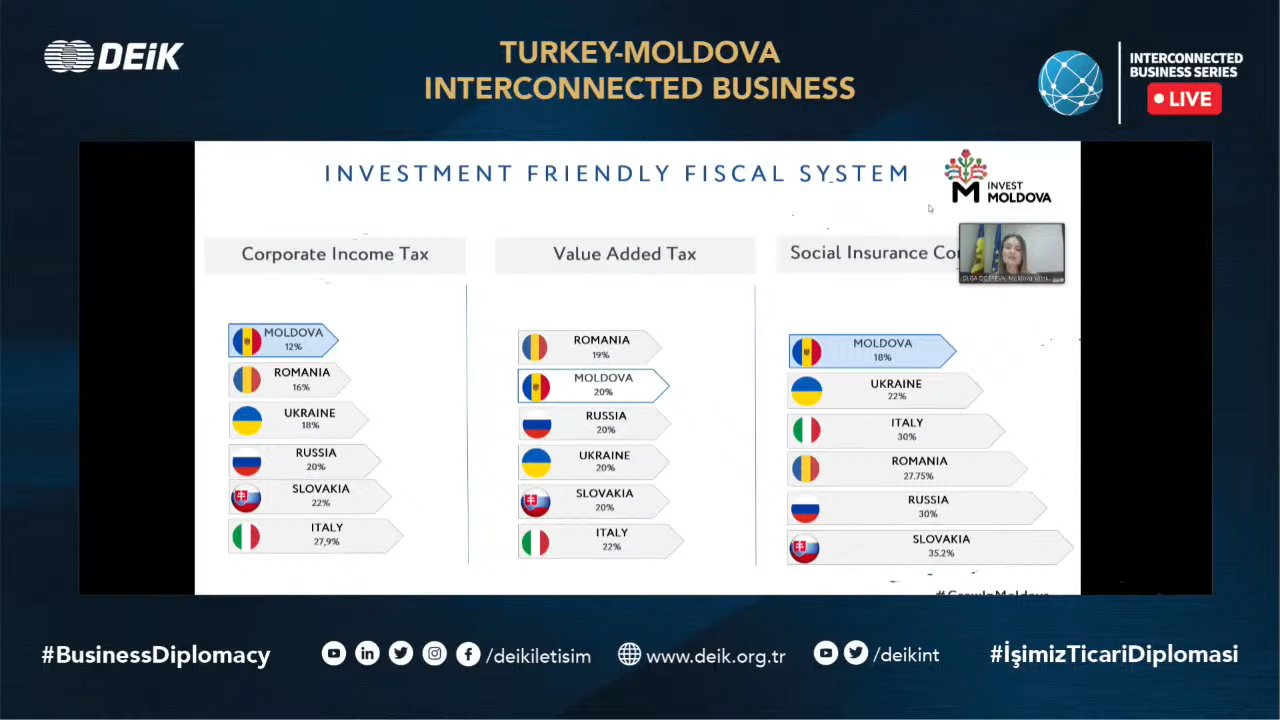 DEiK
TURKEY-MOLDOVA
INTERCONNECTED BUSINESS
INTERCONNECTED
BUSINESS SERIES
LIVE
INVESTMENT FRIENDLY FISCAL SYSTEM
M INVEST
MOLDOVA
Corporate Income Tax
MOLDOVA
12%
ROMANIA
16%
UKRAINE
18%
RUSSIA
20%
SLOVAKIA
22%
ITALY
27,9%
Value Added Tax
ROMANIA
19%
MOLDOVA
20%
RUSSIA
20%
UKRAINE
20%
SLOVAKIA
20%
ITALY
22%
Social Insurance
MOLDOVA
18%
UKRAINE
22%
ITALY
30%
ROMANIA
27.75%
RUSSIA
30%
SLOVAKIA
35.2%
#BusinessDiplomacy
/deikiletisim
www.deik.org.tr
/deikint
#İşimizTicariDiplomasi